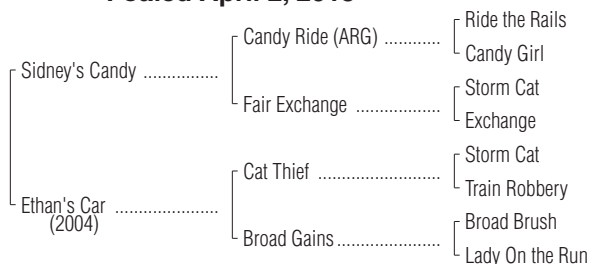 Foaled April 2, 2013
Ride the Rails
Candy Ride (ARG) ............
Candy Girl
Sidney's Candy ................
Storm Cat
Fair Exchange ..................
Exchange
Storm Cat
Cat Thief ..........................
Train Robbery
Ethan's Car ......................
(2004)
Broad Brush
Broad Gains ......................
Lady On the Run